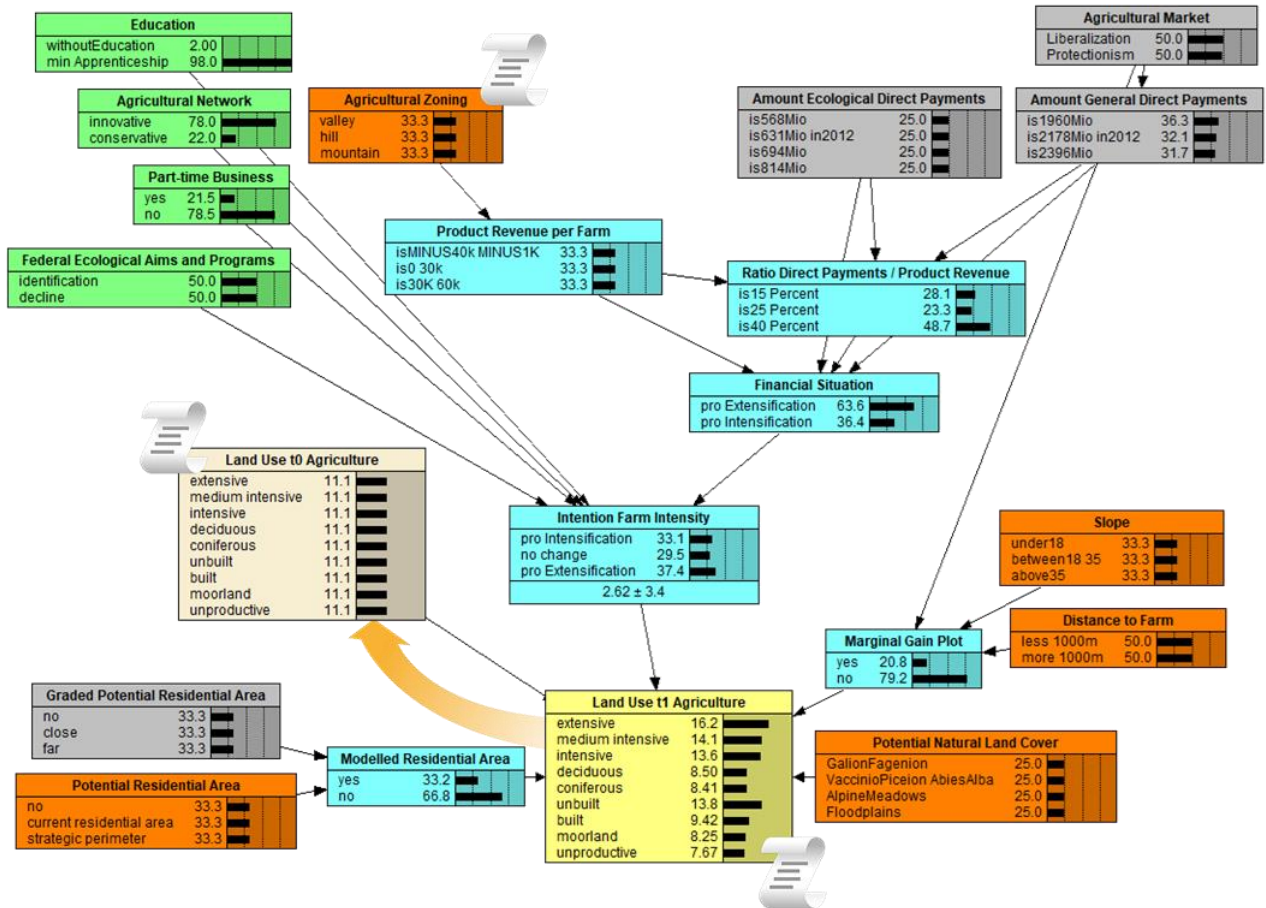 Education
withoutEducation 2.00
min Apprenticeship 98.0
Agricultural Market
Liberalization 50.0
Protectionism 50.0
Agricultural Network
innovative 78.0
conservative 22.0
Agricultural Zoning
valley 33.3
hill 33.3
mountain 33.3
Amount Ecological Direct Payments
is568Mio 25.0
is631Mio in2012 25.0
is694Mio 25.0
is814Mio 25.0
Amount General Direct Payments
is1960Mio 36.3
is2178Mio in2012 32.1
is2396Mio 31.7
Part-time Business
yes 21.5
no 78.5
Product Revenue per Farm
isMINUS40k MINUS1K 33.3
is0 30k 33.3
is30K 60k 33.3
Federal Ecological Aims and Programs
identification 50.0
decline 50.0
Ratio Direct Payments / Product Revenue
is15 Percent 28.1
is25 Percent 23.3
is40 Percent 48.7
Financial Situation
pro Extensification 63.6
pro Intensification 36.4
Land Use t0 Agriculture
extensive 11.1
medium intensive 11.1
intensive 11.1
deciduous 11.1
coniferous 11.1
unbuilt 11.1
built 11.1
moorland 11.1
unproductive 11.1
Intention Farm Intensity
pro Intensification 33.1
no change 29.5
pro Extensification 37.4
2.62 ± 3.4
Slope
under18 33.3
between18 35 33.3
above35 33.3
Distance to Farm
less 1000m 50.0
more 1000m 50.0
Marginal Gain Plot
yes 20.8
no 79.2
Graded Potential Residential Area
no 33.3
close 33.3
far 33.3
Land Use t1 Agriculture
extensive 16.2
medium intensive 14.1
intensive 13.6
deciduous 8.50
coniferous 8.41
unbuilt 13.8
built 9.42
moorland 8.25
unproductive 7.67
Modelled Residential Area
yes 33.2
no 66.8
Potential Natural Land Cover
GalionFagenion 25.0
VaccinioPiceion AbiesAlba 25.0
AlpineMeadows 25.0
Floodplains 25.0
Potential Residential Area
no 33.3
current residential area 33.3
strategic perimeter 33.3